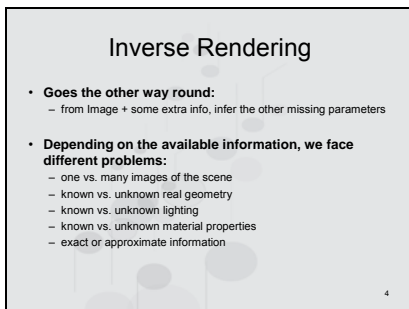 Inverse Rendering
• Goes the other way round:
– from Image + some extra info, infer the other missing parameters
• Depending on the available information, we face
different problems:
– one vs. many images of the scene
– known vs. unknown real geometry
– known vs. unknown lighting
– known vs. unknown material properties
– exact or approximate information
4